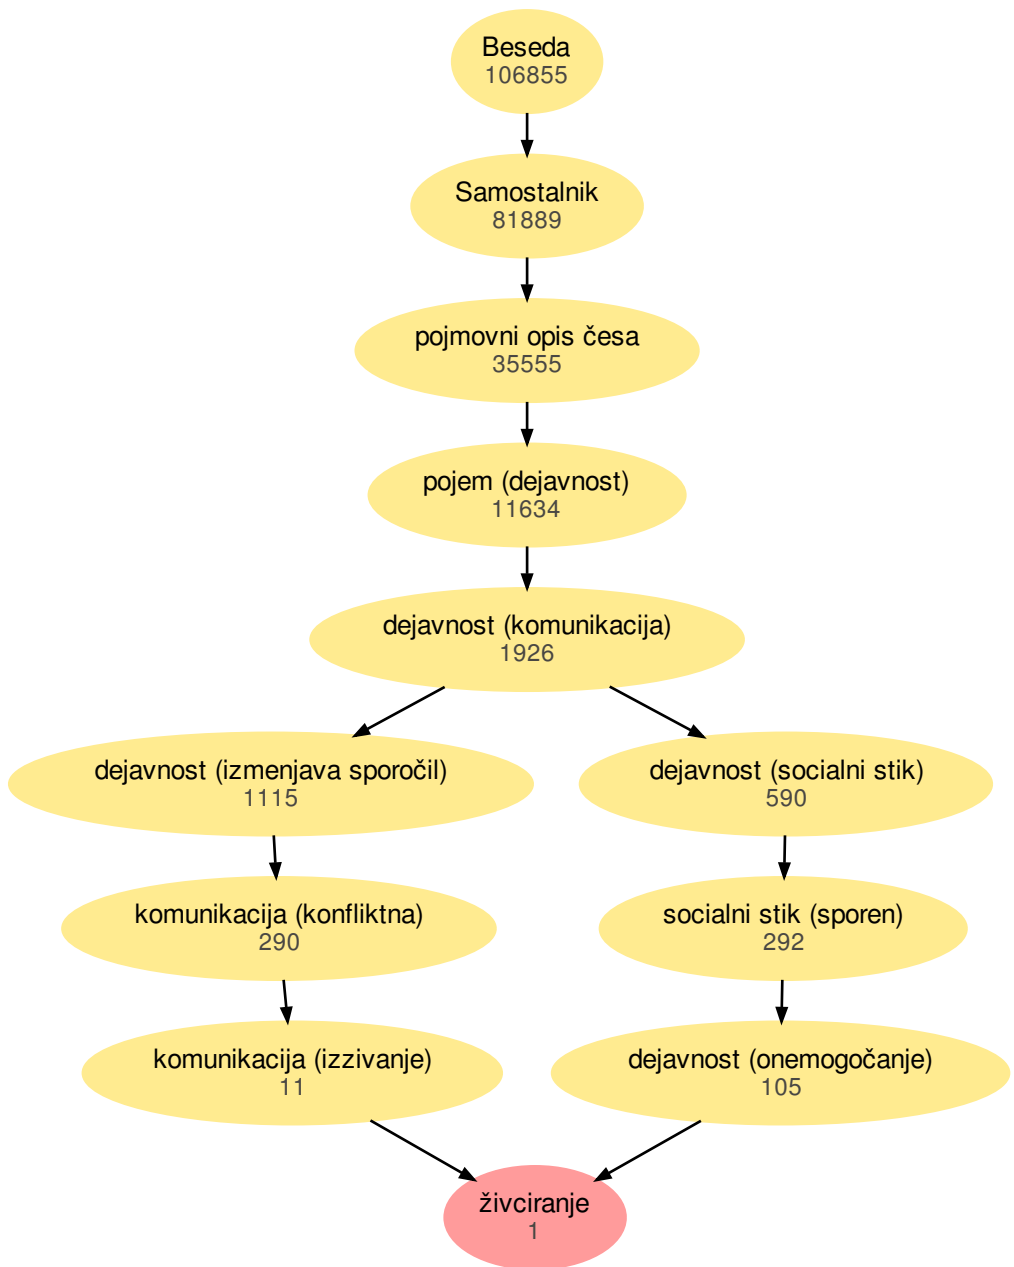 Beseda
106855
Samostalnik
81889
pojmovni opis česa
35555
pojem (dejavnost)
11634
dejavnost (komunikacija)
1926
dejavnost (izmenjava sporočil)
1115
dejavnost (socialni stik)
590
komunikacija (konfliktna)
290
socialni stik (sporen)
292
komunikacija (izzivanje)
11
dejavnost (onemogočanje)
105
živciranje
1